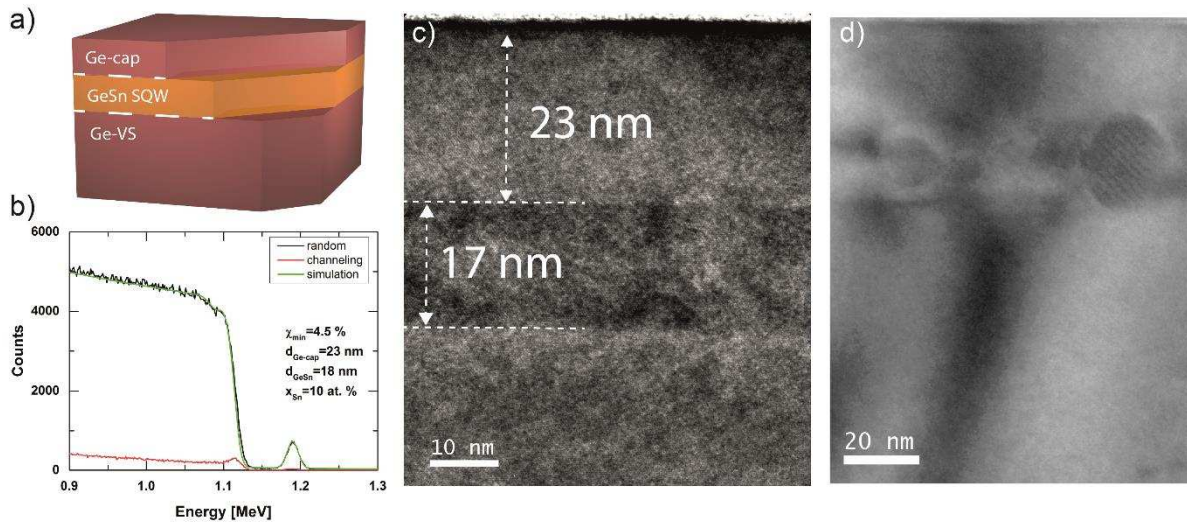 a)
Ge-cap
GeSn SQW
Ge-VS
b)
6000
4000
2000
0
Counts
random
channeling
simulation
χmin=4.5 %
dGe-cap=23 nm
dGeSn=18 nm
xSn=10 at. %
0.9 1.0 1.1 1.2 1.3
Energy [MeV]
c)
23 nm
17 nm
10 nm
d)
20 nm